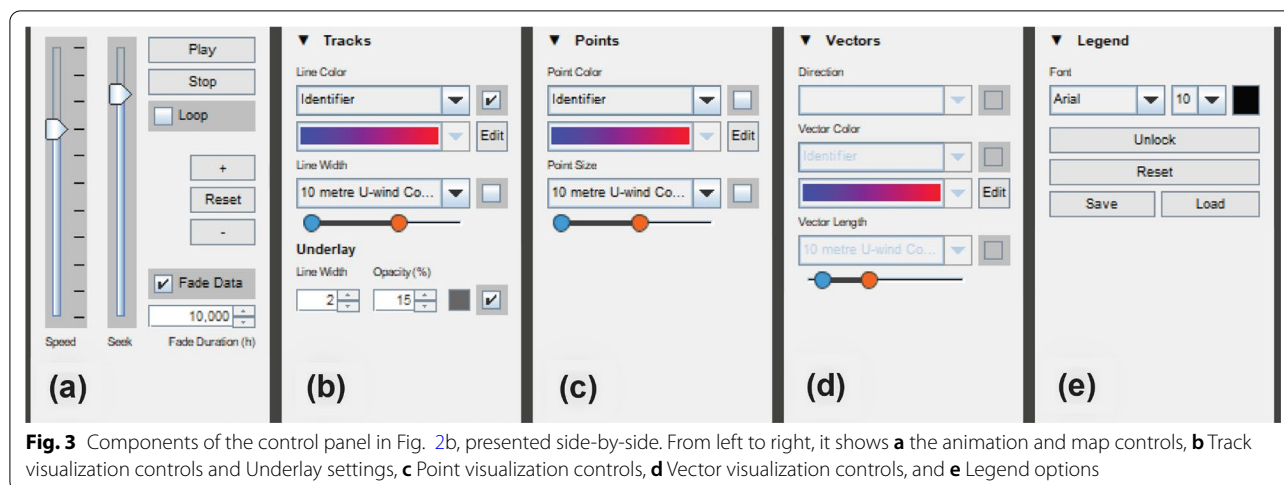 Play
Stop
Loop
+
Reset
-
Fade Data
10,000
Speed Seek Fade Duration (h)
(a)
▼ Tracks
Line Color
Identifier
Edit
Line Width
10 metre U-wind Co...
Underlay
Line Width Opacity (%)
2 15
(b)
▼ Points
Point Color
Identifier
Edit
Point Size
10 metre U-wind Co...
(c)
▼ Vectors
Direction
Vector Color
Identifier
Edit
Vector Length
10 metre U-wind Co...
(d)
▼ Legend
Font
Arial 10
Unlock
Reset
Save Load
(e)
Fig. 3 Components of the control panel in Fig. 2b, presented side-by-side. From left to right, it shows a the animation and map controls, b Track
visualization controls and Underlay settings, c Point visualization controls, d Vector visualization controls, and e Legend options